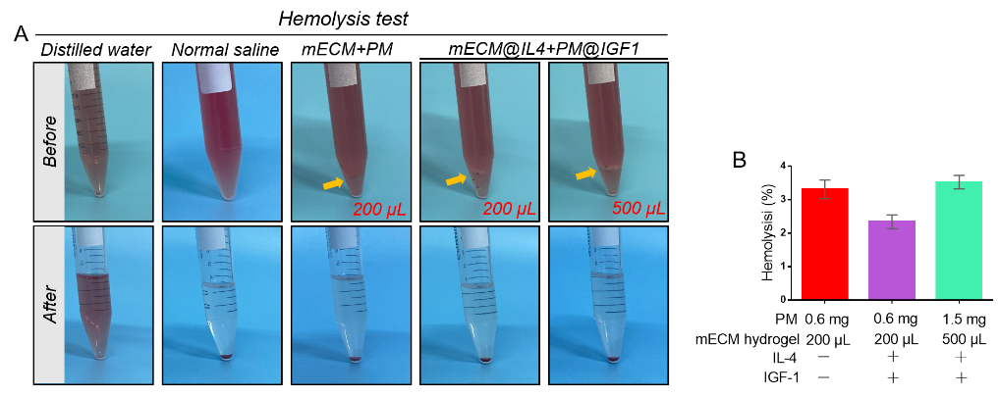 A
Hemolysis test
Distilled water Normal saline mECM+PM mECM@IL4+PM@IGF1
Before
200 μL 200 μL 500 μL
After
B
Hemolysisi (%)
4
3
2
1
0
PM 0.6 mg 0.6 mg 1.5 mg
mECM hydrogel 200 μL 200 μL 500 μL
IL-4 − + +
IGF-1 − + +